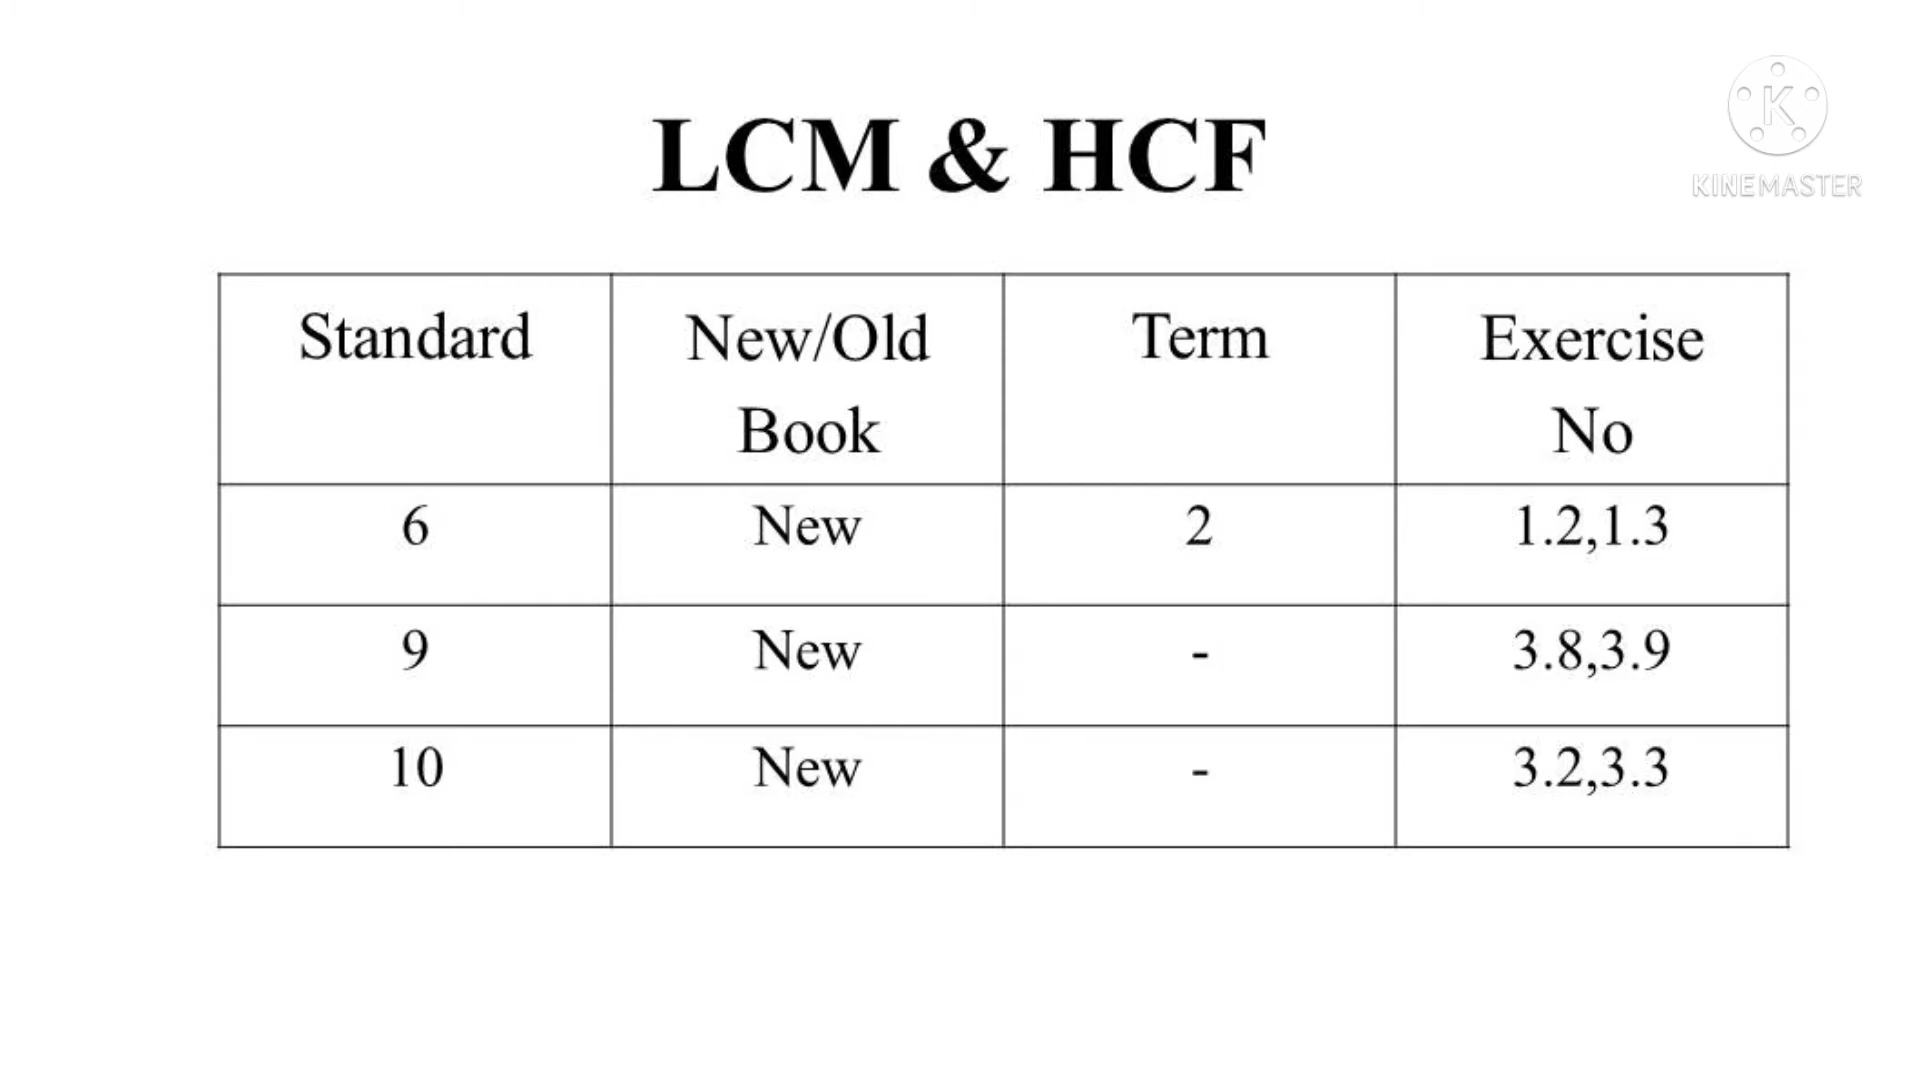 LCM & HCF
K
KINEMASTER
Standard New/Old Book Term Exercise No
6 New 2 1.2,1.3
9 New - 3.8,3.9
10 New - 3.2,3.3